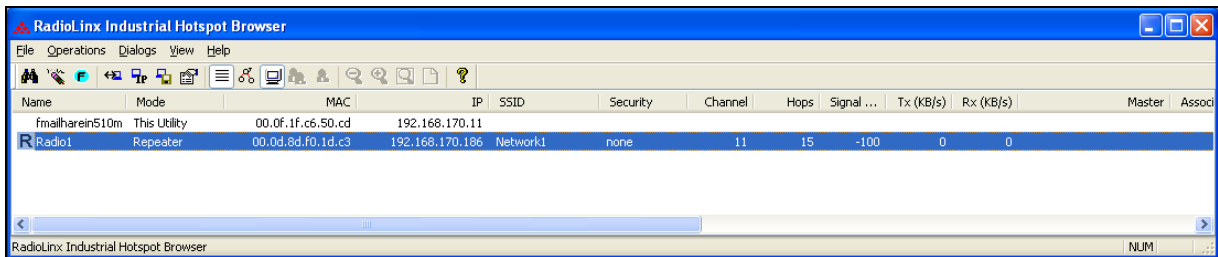 RadioLinx Industrial Hotspot Browser
File Operations Dialogs View Help
Name Mode MAC IP SSID Security Channel Hops Signal ... Tx (KB/s) Rx (KB/s) Master Associ
fmailharein510m This Utility 00.0f.1f.c6.50.cd 192.168.170.11
R Radio1 Repeater 00.0d.8d.f0.1d.c3 192.168.170.186 Network1 none 11 15 -100 0 0
RadioLinx Industrial Hotspot Browser NUM